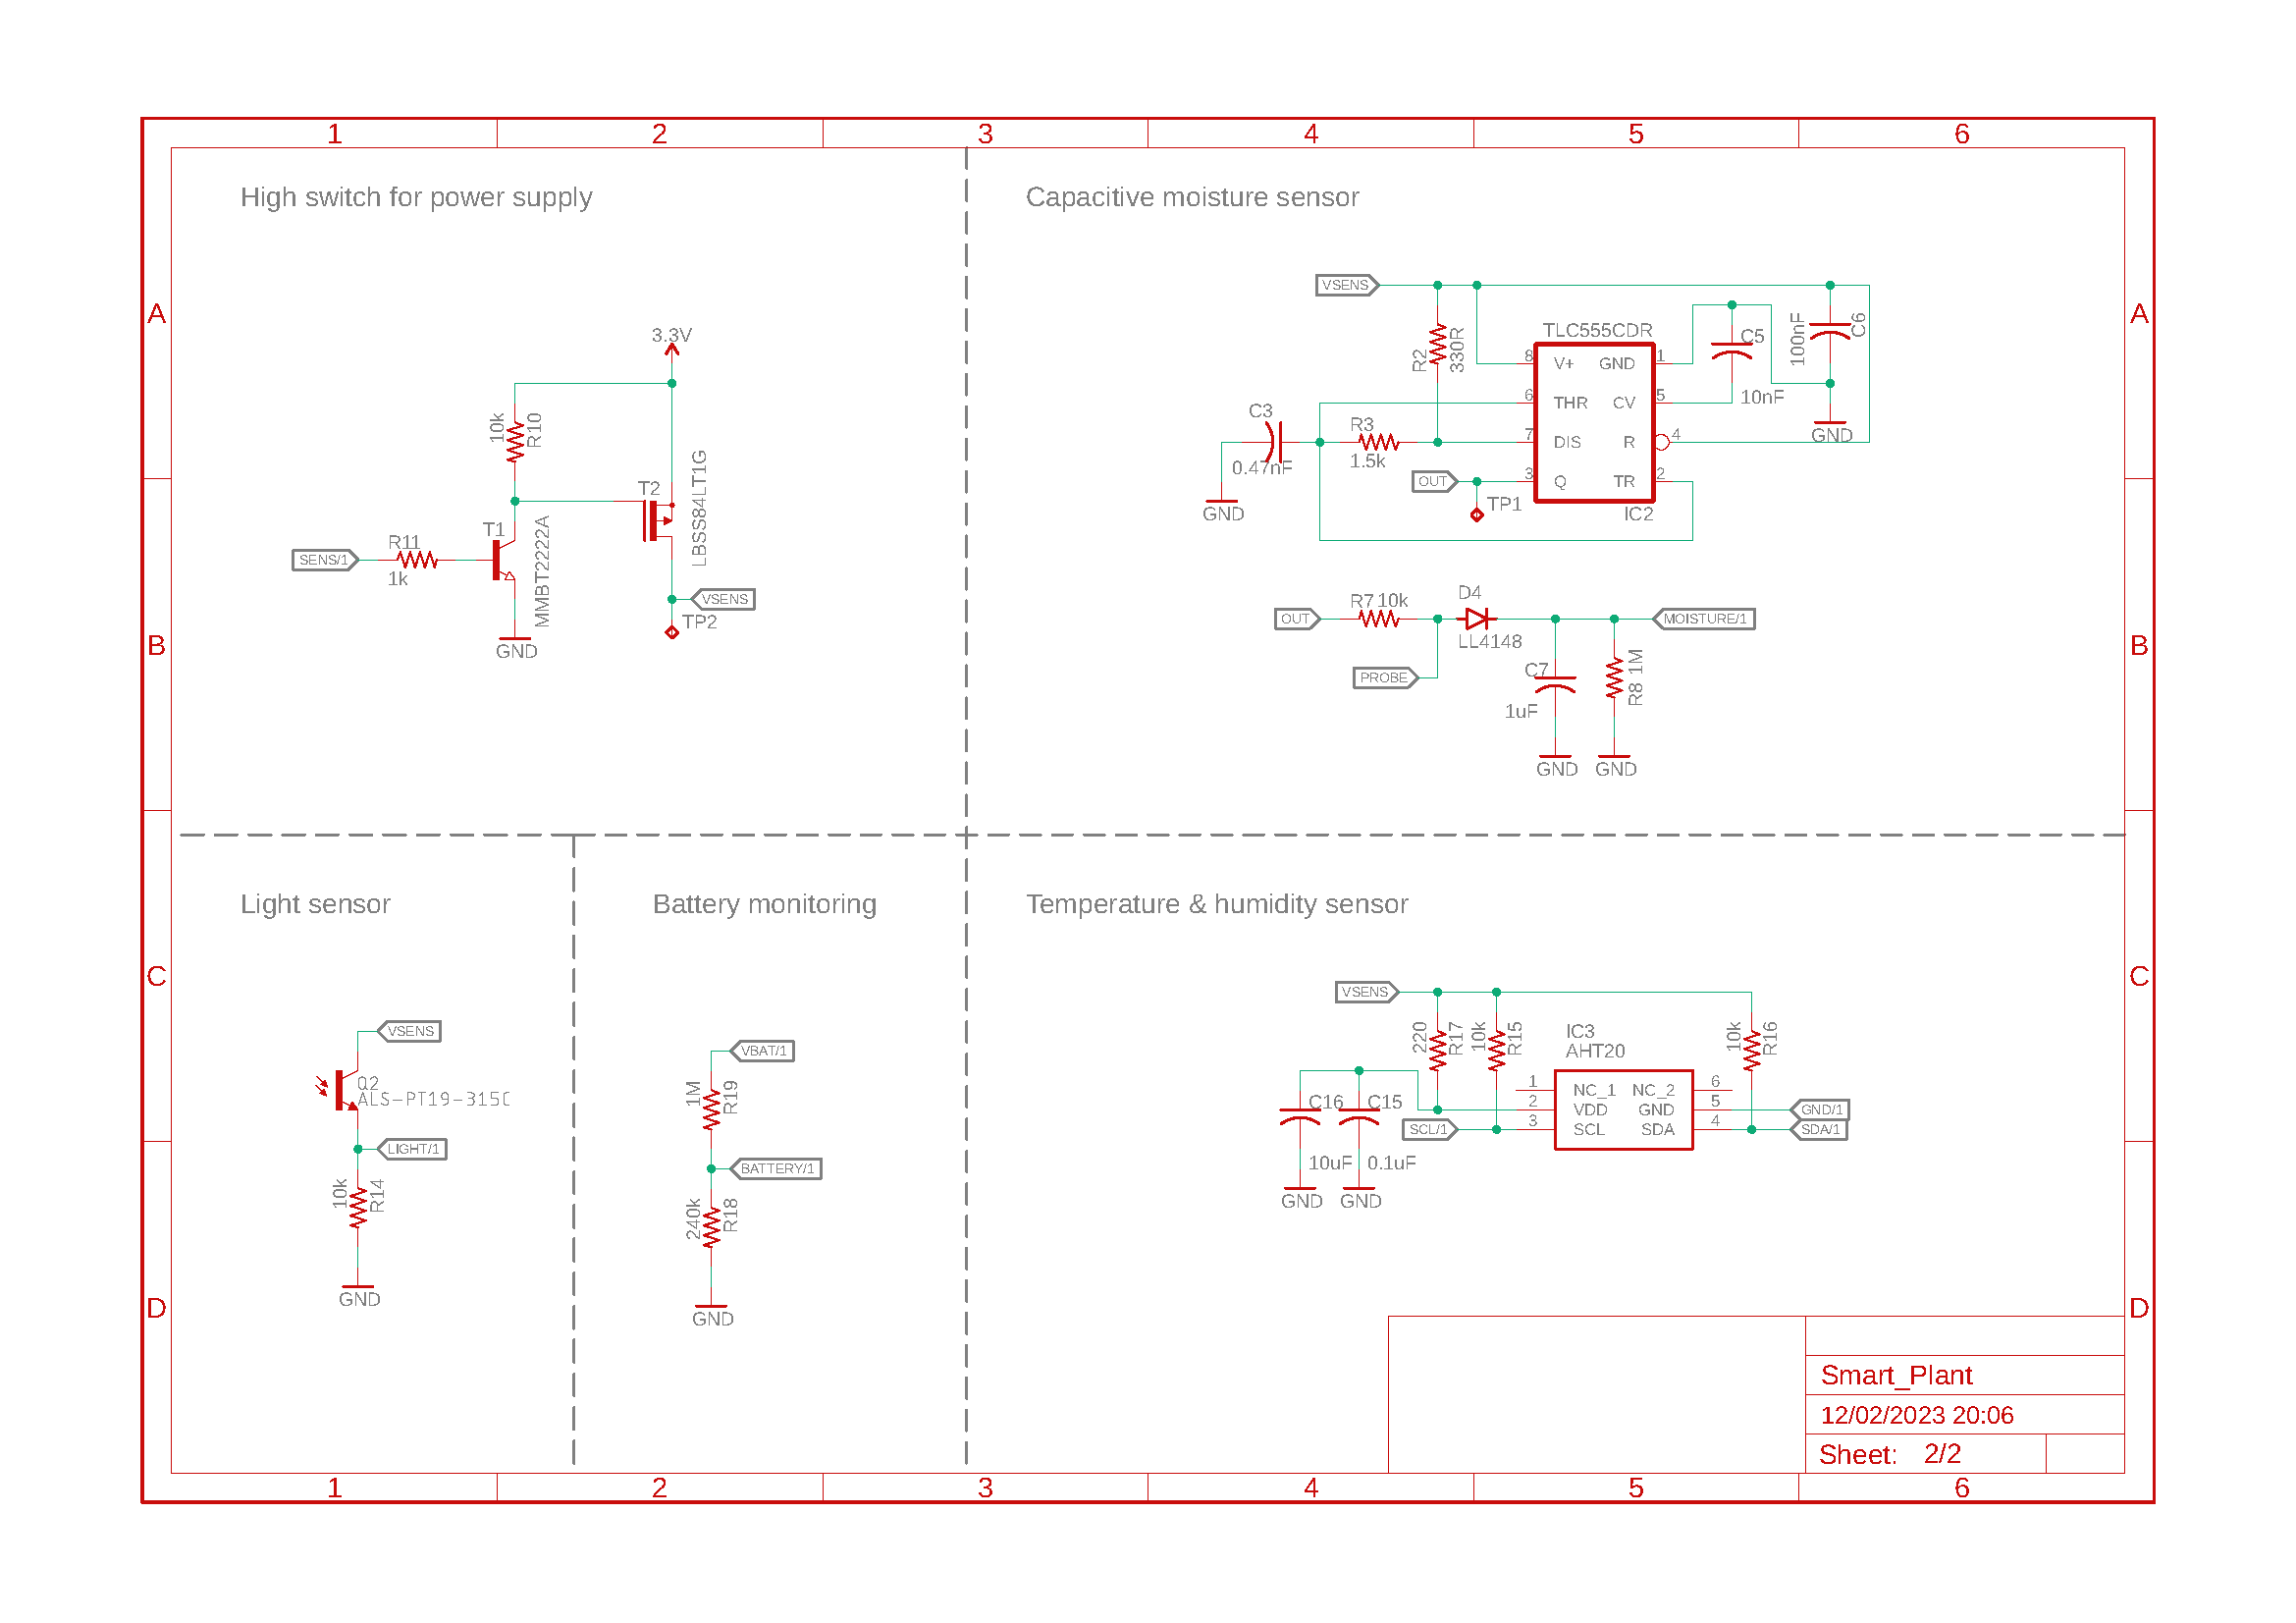 1 2 3 4 5 6
A
B
C
D
A
B
C
D
High switch for power supply
3.3V
10k
R10
T2
LBSS84LT1G
T1
MMBT2222A
SENS/1
R11
1k
GND
VSENS
TP2
Capacitive moisture sensor
VSENS
R2
330R
TLC555CDR
8 V+ GND 1
6 THR CV 5
7 DIS R 4
3 Q TR 2
IC2
C5
10nF
100nF
C6
GND
C3
0.47nF
GND
R3
1.5k
OUT
TP1
OUT
R7 10k
D4
LL4148
MOISTURE/1
PROBE
C7
1uF
R8 1M
GND GND
Light sensor
VSENS
Q2
ALS-PT19-315C
LIGHT/1
10k
R14
GND
Battery monitoring
VBAT/1
1M
R19
BATTERY/1
240k
R18
GND
Temperature & humidity sensor
VSENS
220
R17
10k
R15
IC3
AHT20
10k
R16
1 NC_1 NC_2 6
2 VDD GND 5
3 SCL SDA 4
GND/1
SDA/1
SCL/1
C16 C15
10uF 0.1uF
GND GND
Smart_Plant
12/02/2023 20:06
Sheet: 2/2
1 2 3 4 5 6